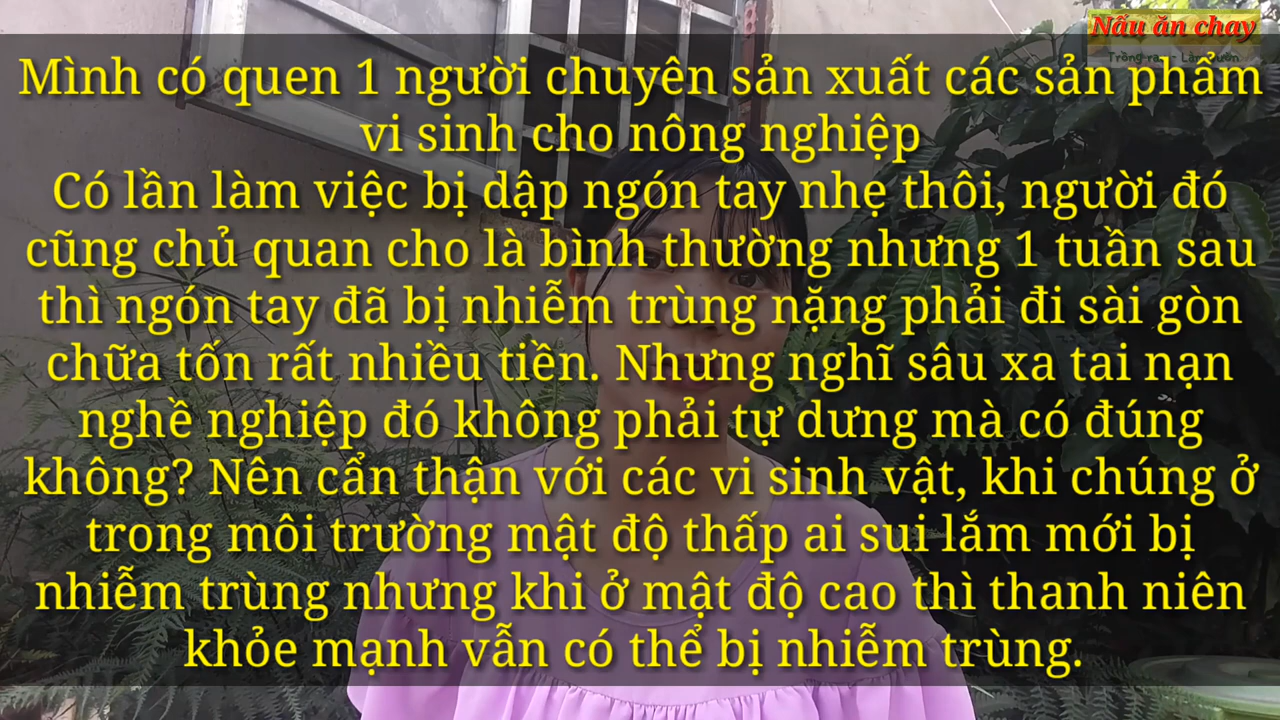 Nấu ăn chay
Trồng rau - Làm vườn
Mình có quen 1 người chuyên sản xuất các sản phẩm
vi sinh cho nông nghiệp
Có lần làm việc bị dập ngón tay nhẹ thôi, người đó
cũng chủ quan cho là bình thường nhưng 1 tuần sau
thì ngón tay đã bị nhiễm trùng nặng phải đi sài gòn
chữa tốn rất nhiều tiền. Nhưng nghĩ sâu xa tai nạn
nghề nghiệp đó không phải tự dưng mà có đúng
không? Nên cẩn thận với các vi sinh vật, khi chúng ở
trong môi trường mật độ thấp ai sui lắm mới bị
nhiễm trùng nhưng khi ở mật độ cao thì thanh niên
khỏe mạnh vẫn có thể bị nhiễm trùng.